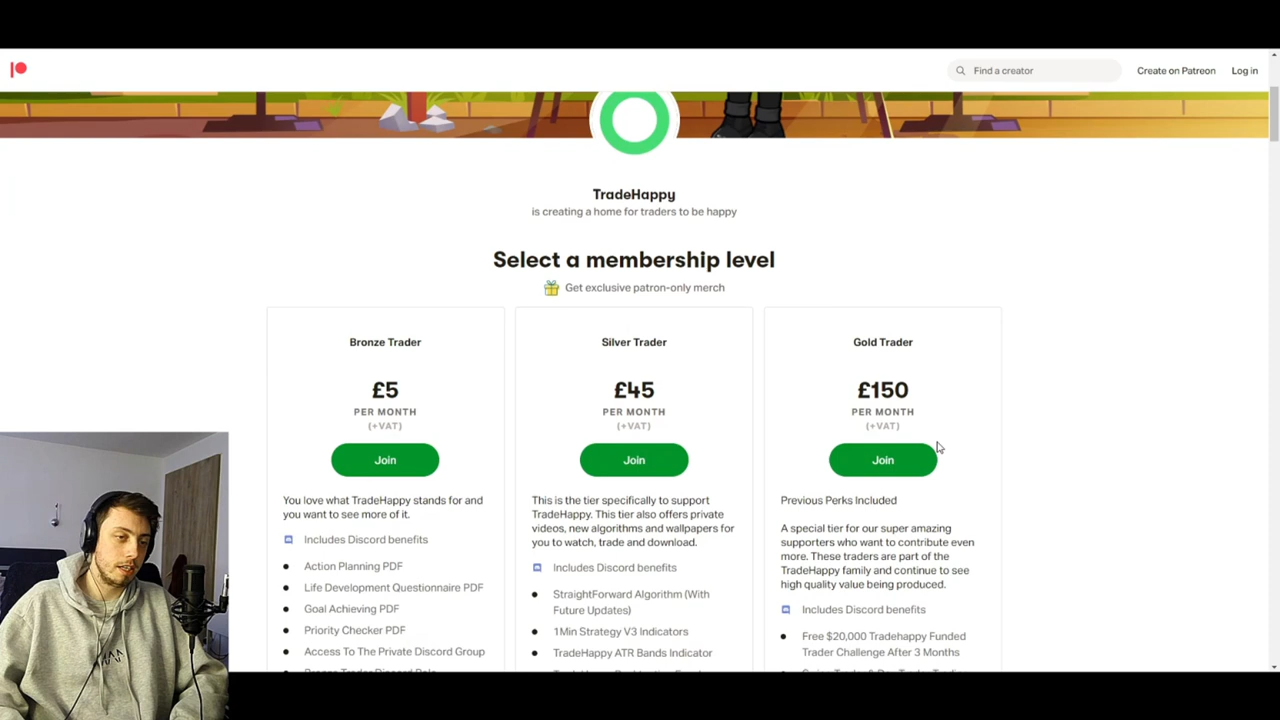 Find a creator
Create on Patreon
Log in
TradeHappy
is creating a home for traders to be happy
Select a membership level
Get exclusive patron-only merch
Bronze Trader
£5
PER MONTH
(+VAT)
Join
You love what TradeHappy stands for and
you want to see more of it.
Includes Discord benefits
Action Planning PDF
Life Development Questionnaire PDF
Goal Achieving PDF
Priority Checker PDF
Access To The Private Discord Group
Silver Trader
£45
PER MONTH
(+VAT)
Join
This is the tier specifically to support
TradeHappy. This tier also offers private
videos, new algorithms and wallpapers for
you to watch, trade and download.
Includes Discord benefits
StraightForward Algorithm (With
Future Updates)
1Min Strategy V3 Indicators
TradeHappy ATR Bands Indicator
Gold Trader
£150
PER MONTH
(+VAT)
Join
Previous Perks Included
A special tier for our super amazing
supporters who want to contribute even
more. These traders are part of the
TradeHappy family and continue to see
high quality value being produced.
Includes Discord benefits
Free $20,000 Tradehappy Funded
Trader Challenge After 3 Months